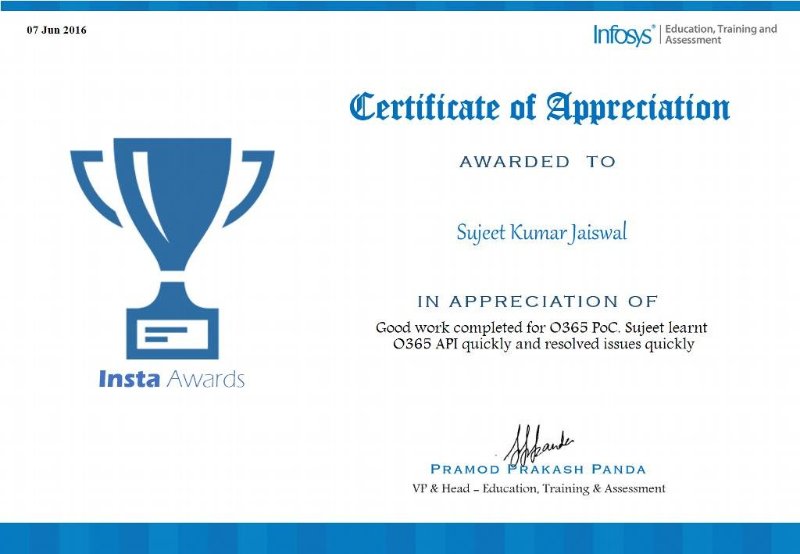 07 Jun 2016
Infosys® | Education, Training and
Assessment
Certificate of Appreciation
AWARDED TO
Sujeet Kumar Jaiswal
IN APPRECIATION OF
Good work completed for O365 PoC. Sujeet learnt
O365 API quickly and resolved issues quickly
Insta Awards
PRAMOD PRAKASH PANDA
VP & Head – Education, Training & Assessment